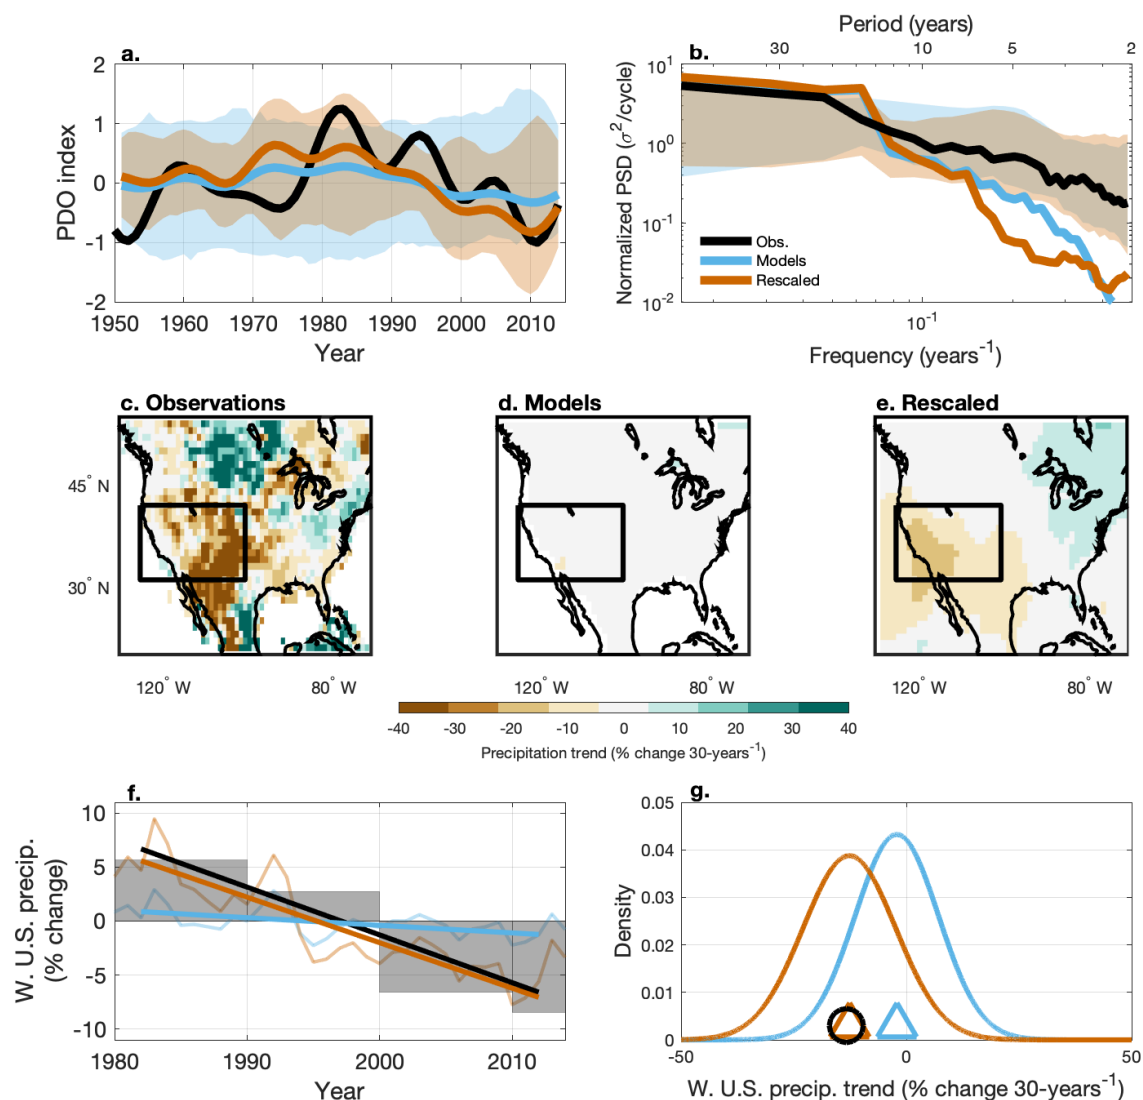 a.
2
1
0
-1
-2
PDO index
1950 1960 1970 1980 1990 2000 2010
Year
Period (years)
b.
30 10 5 2
10^1
10^0
10^-1
10^-2
Normalized PSD (σ^2/cycle)
Obs.
Models
Rescaled
10^-1
Frequency (years^-1)
c. Observations
d. Models
e. Rescaled
45° N
30° N
120° W 80° W
120° W 80° W
120° W 80° W
-40 -30 -20 -10 0 10 20 30 40
Precipitation trend (% change 30-years^-1)
f.
10
5
0
-5
-10
W. U.S. precip.
(% change)
1980 1990 2000 2010
Year
g.
0.05
0.04
0.03
0.02
0.01
0
Density
-50 0 50
W. U.S. precip. trend (% change 30-years^-1)